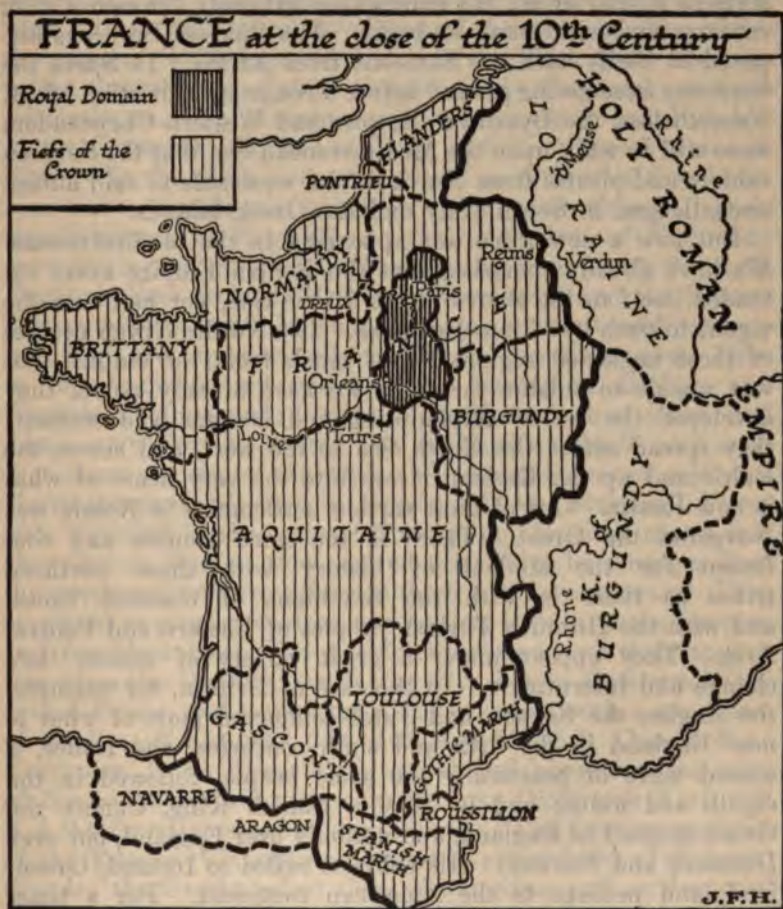 FRANCE at the close of the 10th Century
Royal Domain
Fiefs of the
Crown
FLANDERS
PONTRIEU
LORRAINE
Meuse
Rhin
HOLY ROMAN EMPIRE
Verdun
NORMANDY
DREUX
Paris
Reims
BRITTANY
FRANCE
Orleans
BURGUNDY
Loire
Tours
AQUITAINE
K. of BURGUNDY
Rhone
TOULOUSE
GASCONY
GOTHIC MARCH
NAVARRE
ARAGON
ROUSSILLON
SPANISH
MARCH
J.F.H.